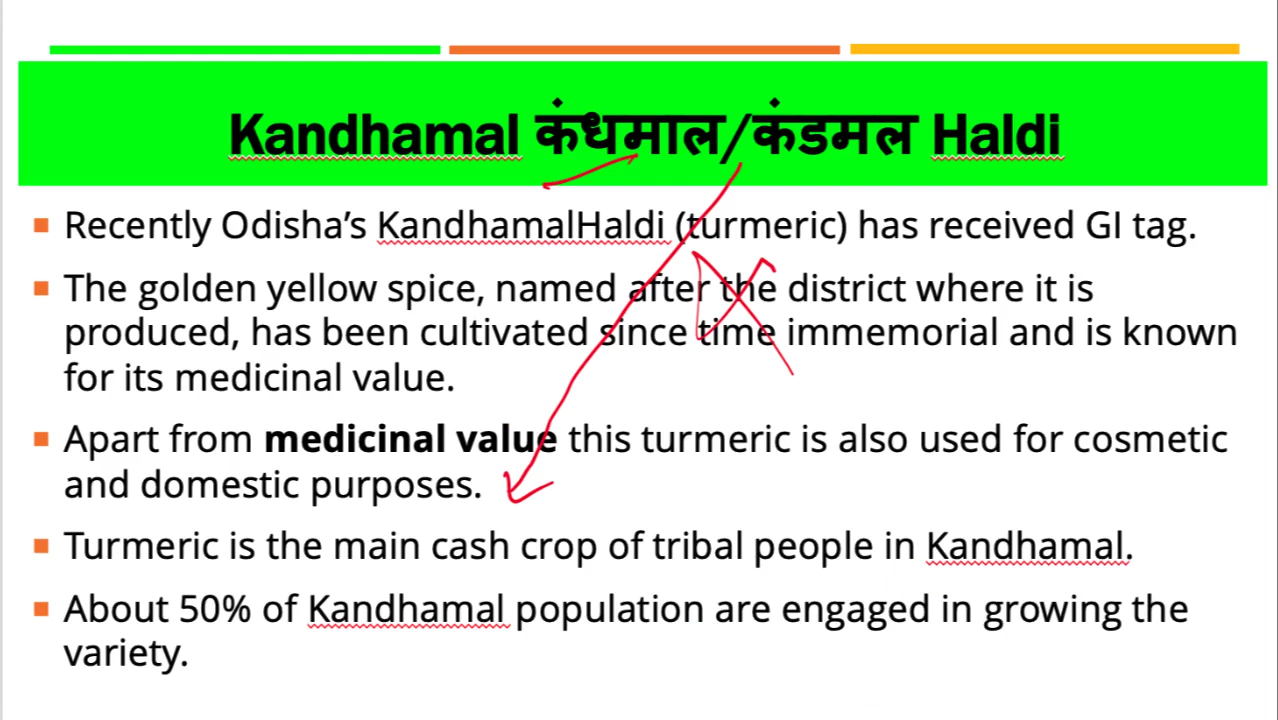 Kandhamal कंधमाल/कंडमल Haldi
Recently Odisha’s KandhamalHaldi (turmeric) has received GI tag.
The golden yellow spice, named after the district where it is
produced, has been cultivated since time immemorial and is known
for its medicinal value.
Apart from medicinal value this turmeric is also used for cosmetic
and domestic purposes.
Turmeric is the main cash crop of tribal people in Kandhamal.
About 50% of Kandhamal population are engaged in growing the
variety.